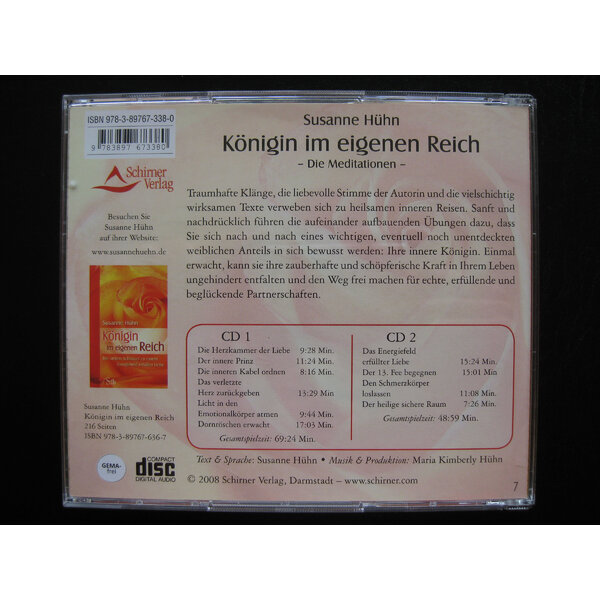 ISBN 978-3-89767-338-0
9 783897 673380
Schirner
Verlag
Besuchen Sie
Susanne Hühn
auf ihrer Website:
www.susannehuehn.de
Susanne Hühn
Königin
im eigenen Reich
Susanne Hühn
Königin im eigenen Reich
216 Seiten
ISBN 978-3-89767-636-7
GEMA-
frei
COMPACT
disc
DIGITAL AUDIO
Susanne Hühn
Königin im eigenen Reich
– Die Meditationen –
Traumhafte Klänge, die liebevolle Stimme der Autorin und die vielschichtig
wirksamen Texte verweben sich zu heilsamen inneren Reisen. Sanft und
nachdrücklich führen die aufeinander aufbauenden Übungen dazu, dass
Sie sich nach und nach eines wichtigen, eventuell noch unentdeckten
weiblichen Anteils in sich bewusst werden: Ihre innere Königin. Einmal
erwacht, kann sie ihre zauberhafte und schöpferische Kraft in Ihrem Leben
ungehindert entfalten und den Weg frei machen für echte, erfüllende und
beglückende Partnerschaften.
CD 1
Die Herzkammer der Liebe 9:28 Min.
Der innere Prinz 11:24 Min.
Die inneren Kabel ordnen 8:16 Min.
Das verletzte
Herz zurückgeben 13:29 Min
Licht in den
Emotionalkörper atmen 9:44 Min.
Dornröschen erwacht 17:03 Min.
Gesamtspielzeit: 69:24 Min.
CD 2
Das Energiefeld
erfüllter Liebe 15:24 Min.
Der 13. Fee begegnen 15:01 Min
Den Schmerzkörper
loslassen 11:08 Min.
Der heilige sichere Raum 7:26 Min.
Gesamtspielzeit: 48:59 Min.
Text & Sprache: Susanne Hühn • Musik & Produktion: Maria Kimberly Hühn
© 2008 Schirner Verlag, Darmstadt – www.schirner.com
7